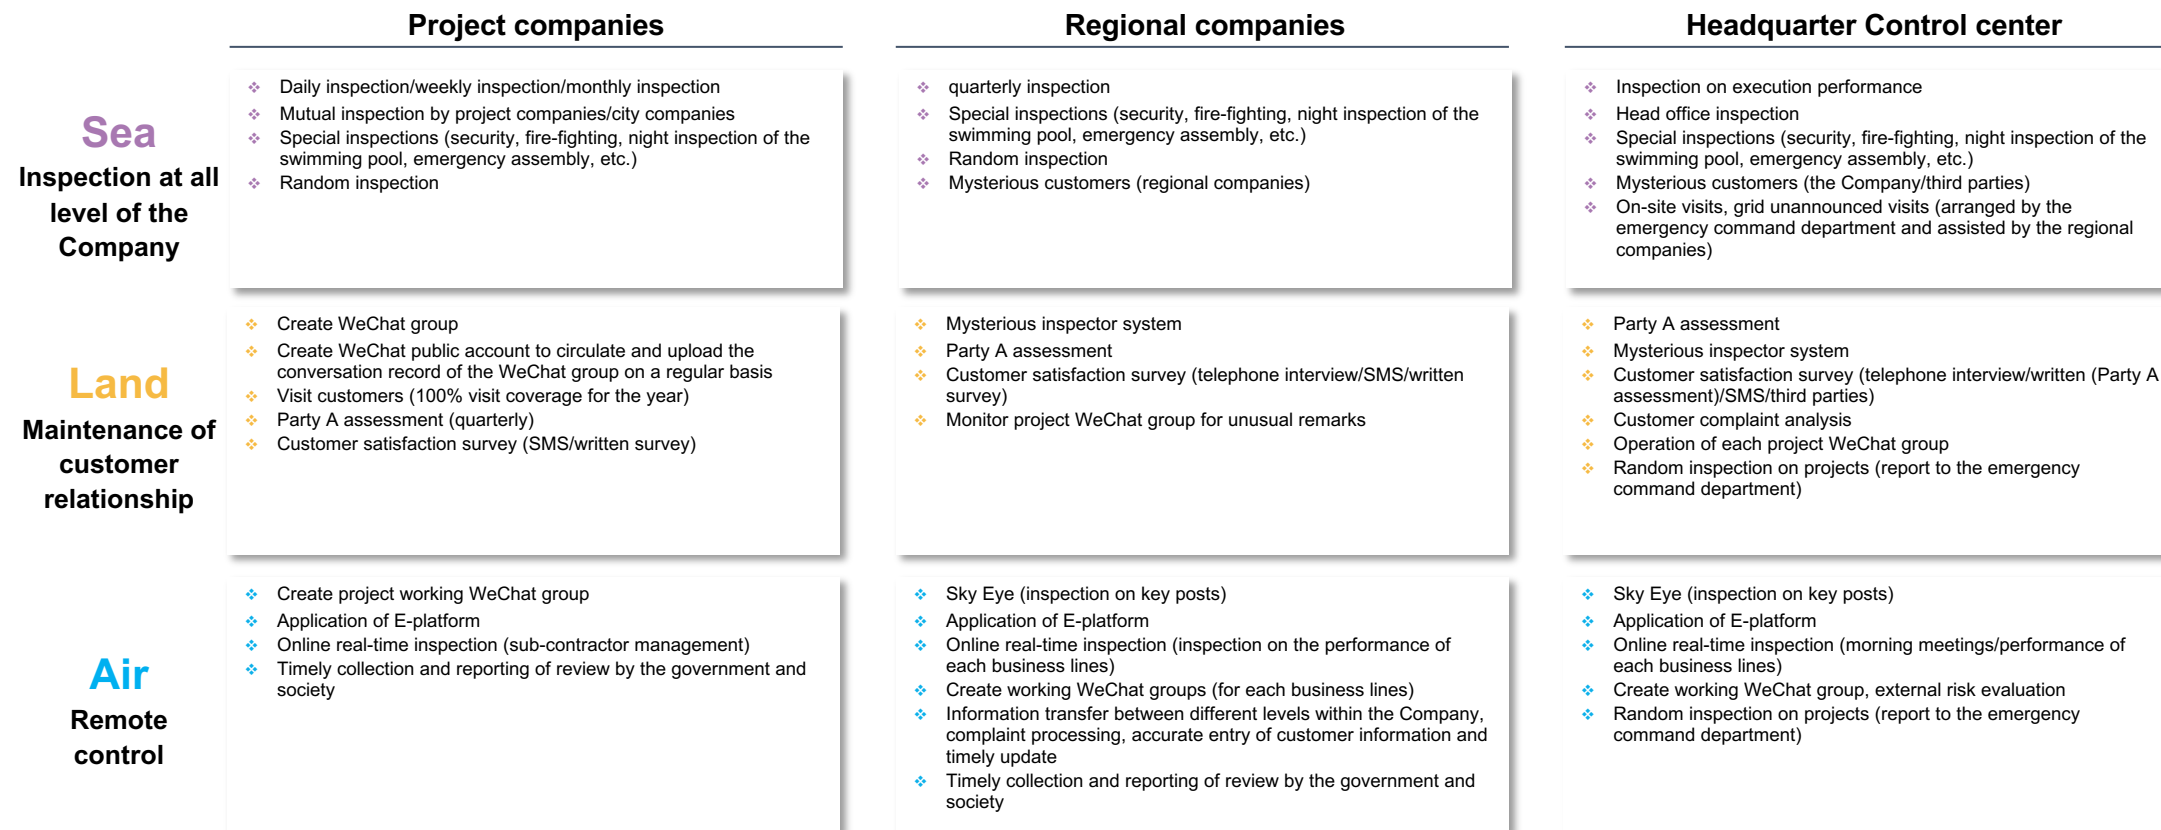 Project companies
Regional companies
Headquarter Control center
Sea
Inspection at all
level of the
Company
Daily inspection/weekly inspection/monthly inspection
Mutual inspection by project companies/city companies
Special inspections (security, fire-fighting, night inspection of the
swimming pool, emergency assembly, etc.)
Random inspection
quarterly inspection
Special inspections (security, fire-fighting, night inspection of the
swimming pool, emergency assembly, etc.)
Random inspection
Mysterious customers (regional companies)
Inspection on execution performance
Head office inspection
Special inspections (security, fire-fighting, night inspection of the
swimming pool, emergency assembly, etc.)
Mysterious customers (the Company/third parties)
On-site visits, grid unannounced visits (arranged by the
emergency command department and assisted by the regional
companies)
Land
Maintenance of
customer
relationship
Create WeChat group
Create WeChat public account to circulate and upload the
conversation record of the WeChat group on a regular basis
Visit customers (100% visit coverage for the year)
Party A assessment (quarterly)
Customer satisfaction survey (SMS/written survey)
Mysterious inspector system
Party A assessment
Customer satisfaction survey (telephone interview/SMS/written
survey)
Monitor project WeChat group for unusual remarks
Party A assessment
Mysterious inspector system
Customer satisfaction survey (telephone interview/written (Party A
assessment)/SMS/third parties)
Customer complaint analysis
Operation of each project WeChat group
Random inspection on projects (report to the emergency
command department)
Air
Remote
control
Create project working WeChat group
Application of E-platform
Online real-time inspection (sub-contractor management)
Timely collection and reporting of review by the government and
society
Sky Eye (inspection on key posts)
Application of E-platform
Online real-time inspection (inspection on the performance of
each business lines)
Create working WeChat groups (for each business lines)
Information transfer between different levels within the Company,
complaint processing, accurate entry of customer information and
timely update
Timely collection and reporting of review by the government and
society
Sky Eye (inspection on key posts)
Application of E-platform
Online real-time inspection (morning meetings/performance of
each business lines)
Create working WeChat group, external risk evaluation
Random inspection on projects (report to the emergency
command department)